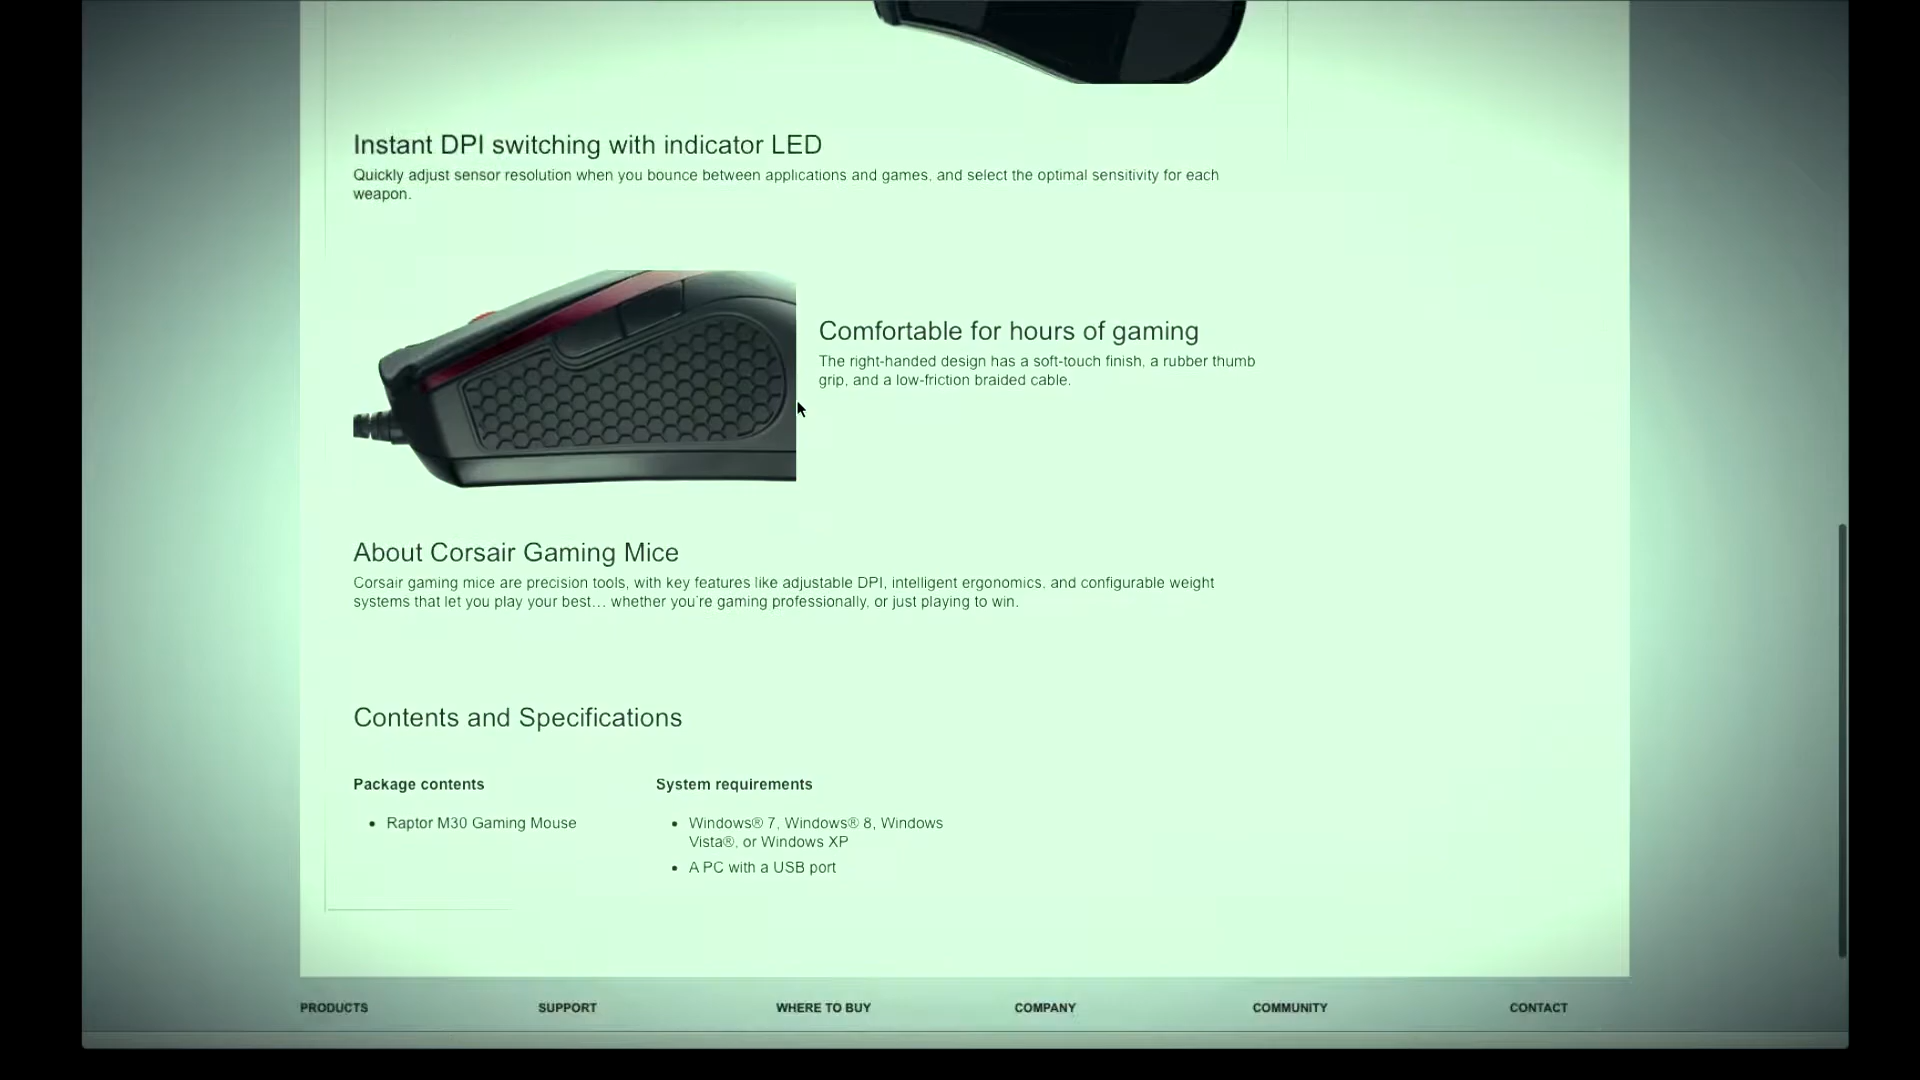 Instant DPI switching with indicator LED
Quickly adjust sensor resolution when you bounce between applications and games, and select the optimal sensitivity for each
weapon.
Comfortable for hours of gaming
The right-handed design has a soft-touch finish, a rubber thumb
grip, and a low-friction braided cable.
About Corsair Gaming Mice
Corsair gaming mice are precision tools, with key features like adjustable DPI, intelligent ergonomics, and configurable weight
systems that let you play your best... whether you're gaming professionally, or just playing to win.
Contents and Specifications
Package contents
• Raptor M30 Gaming Mouse
System requirements
• Windows® 7, Windows® 8, Windows
Vista®, or Windows XP
• A PC with a USB port
PRODUCTS SUPPORT WHERE TO BUY COMPANY COMMUNITY CONTACT